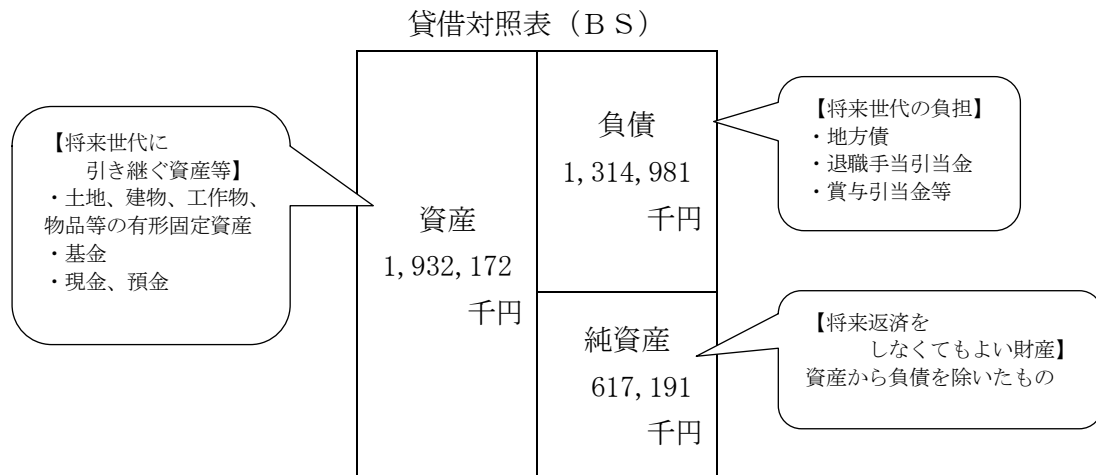 貸借対照表（ＢＳ）
【将来世代に
引き継ぐ資産等】
・土地、建物、工作物、
物品等の有形固定資産
・基金
・現金、預金
資産
1,932,172
千円
負債
1,314,981
千円
【将来世代の負担】
・地方債
・退職手当引当金
・賞与引当金等
純資産
617,191
千円
【将来返済を
しなくてもよい財産】
資産から負債を除いたもの